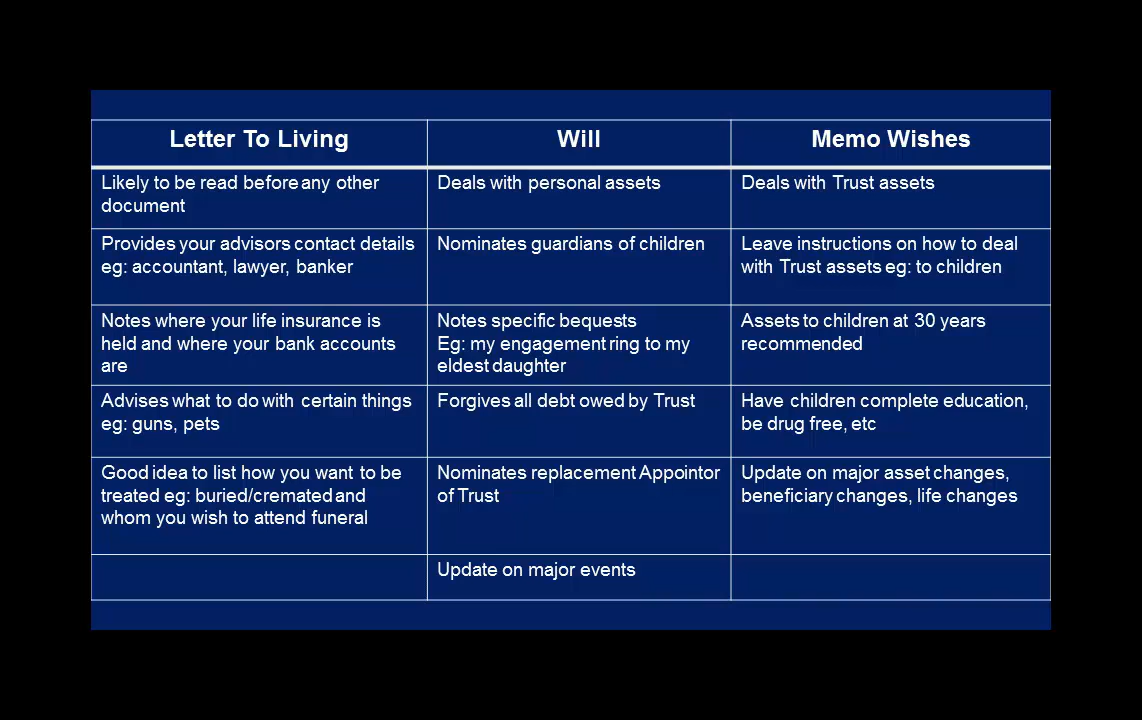 Letter To Living
Will
Memo Wishes
Likely to be read before any other
document
Deals with personal assets
Deals with Trust assets
Provides your advisors contact details
eg: accountant, lawyer, banker
Nominates guardians of children
Leave instructions on how to deal
with Trust assets eg: to children
Notes where your life insurance is
held and where your bank accounts
are
Notes specific bequests
Eg: my engagement ring to my
eldest daughter
Assets to children at 30 years
recommended
Advises what to do with certain things
eg: guns, pets
Forgives all debt owed by Trust
Have children complete education,
be drug free, etc
Good idea to list how you want to be
treated eg: buried/cremated and
whom you wish to attend funeral
Nominates replacement Appointor
of Trust
Update on major asset changes,
beneficiary changes, life changes
Update on major events